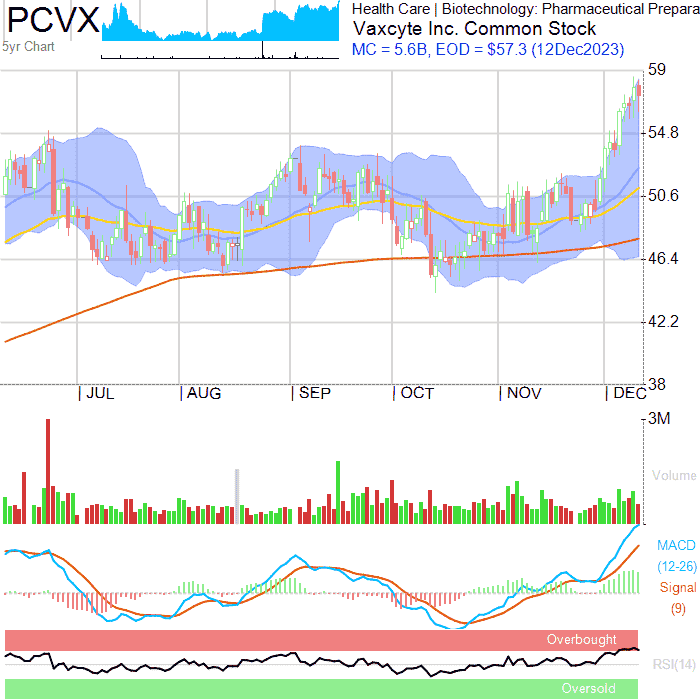 PCVX
5yr Chart
Health Care | Biotechnology: Pharmaceutical Prepara
Vaxcyte Inc. Common Stock
MC = 5.6B, EOD = $57.3 (12Dec2023)
59
54.8
50.6
46.4
42.2
38
| JUL | AUG | SEP | OCT | NOV | DEC
3M
Volume
MACD
(12-26)
Signal
(9)
Overbought
RSI(14)
Oversold